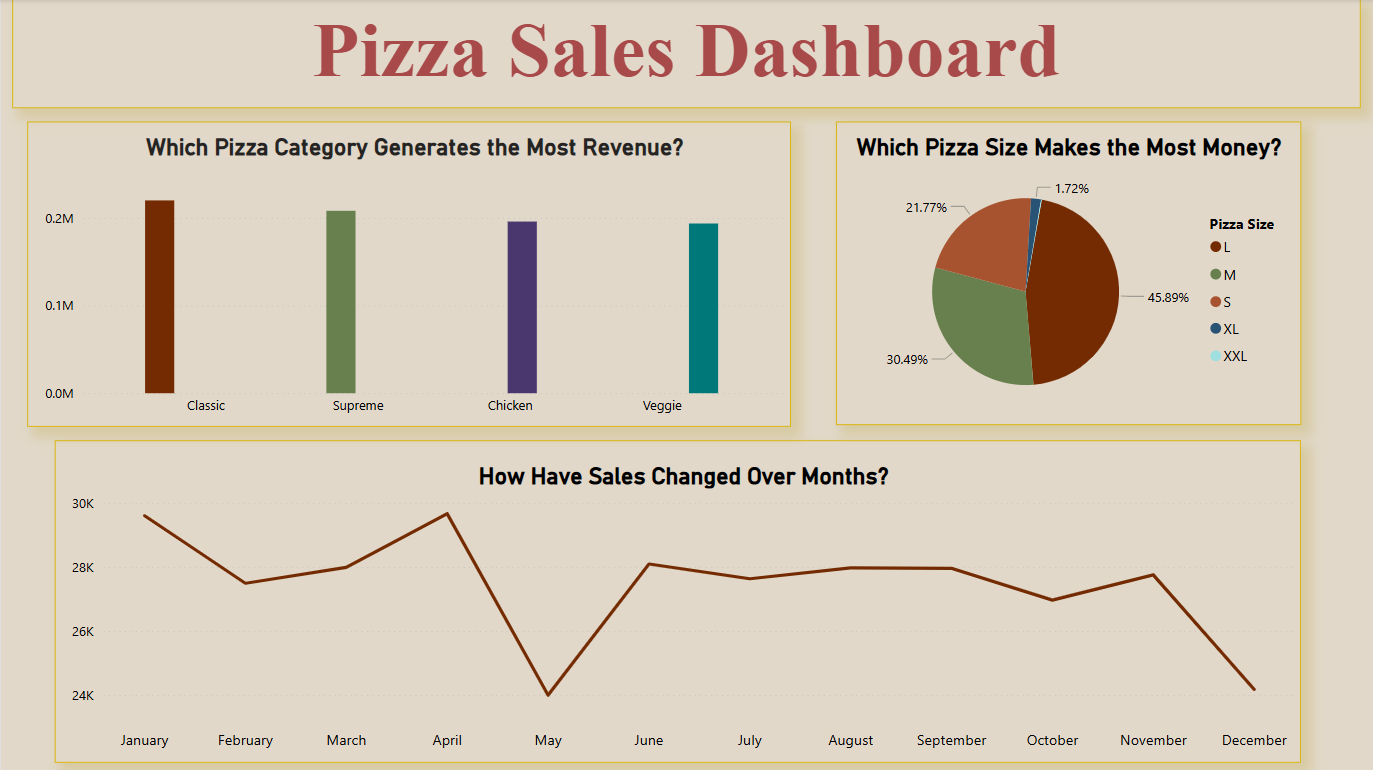 Pizza Sales Dashboard
Which Pizza Category Generates the Most Revenue?
0.2M
0.1M
0.0M
Classic Supreme Chicken Veggie
Which Pizza Size Makes the Most Money?
1.72%
21.77%
45.89%
30.49%
Pizza Size
L
M
S
XL
XXL
How Have Sales Changed Over Months?
30K
28K
26K
24K
January February March April May June July August September October November December